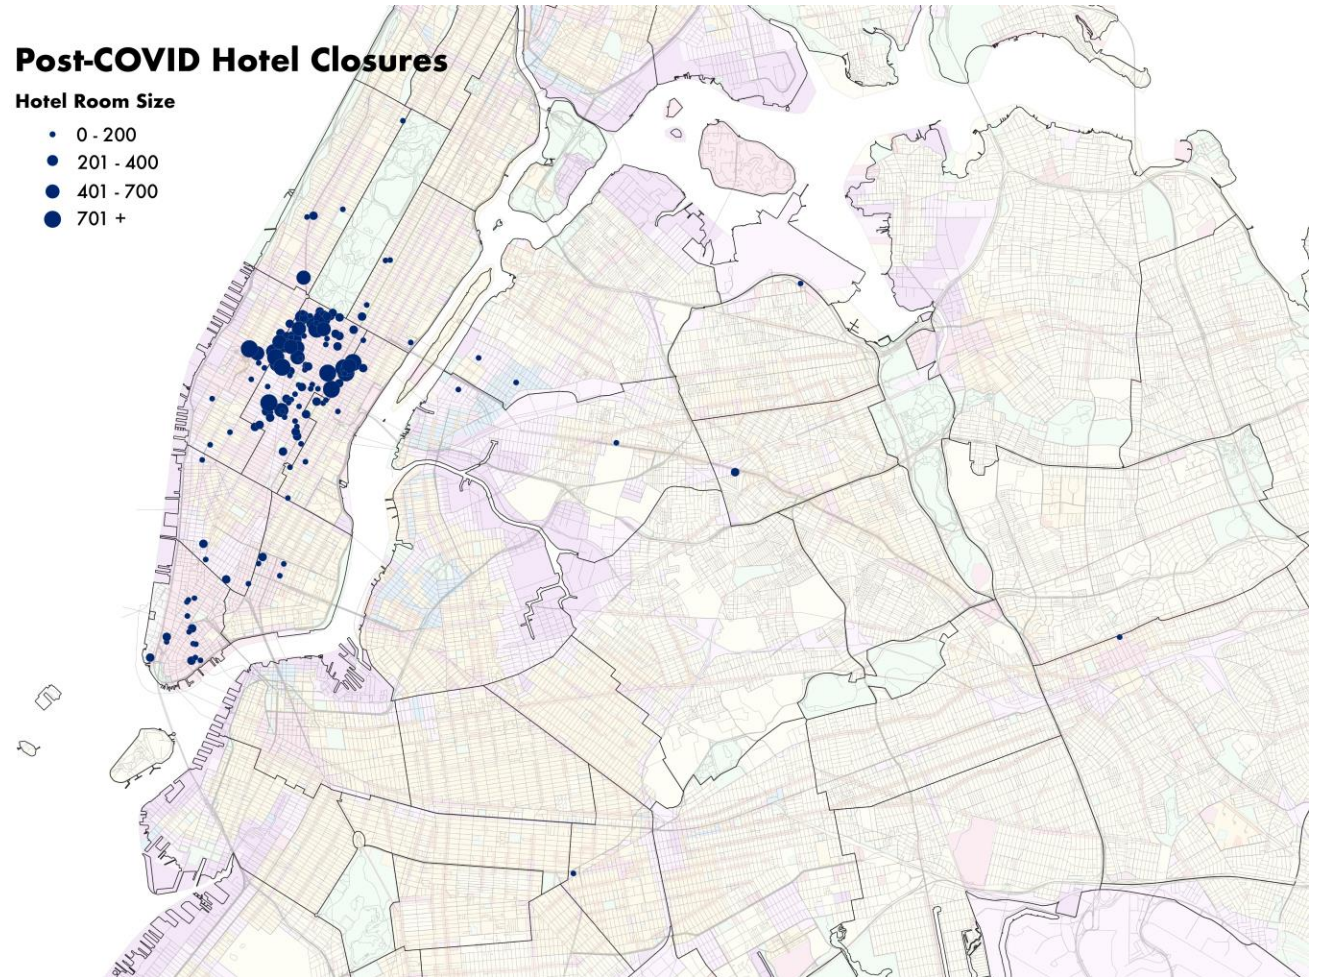 Post-COVID Hotel Closures
Hotel Room Size
0 - 200
201 - 400
401 - 700
701 +